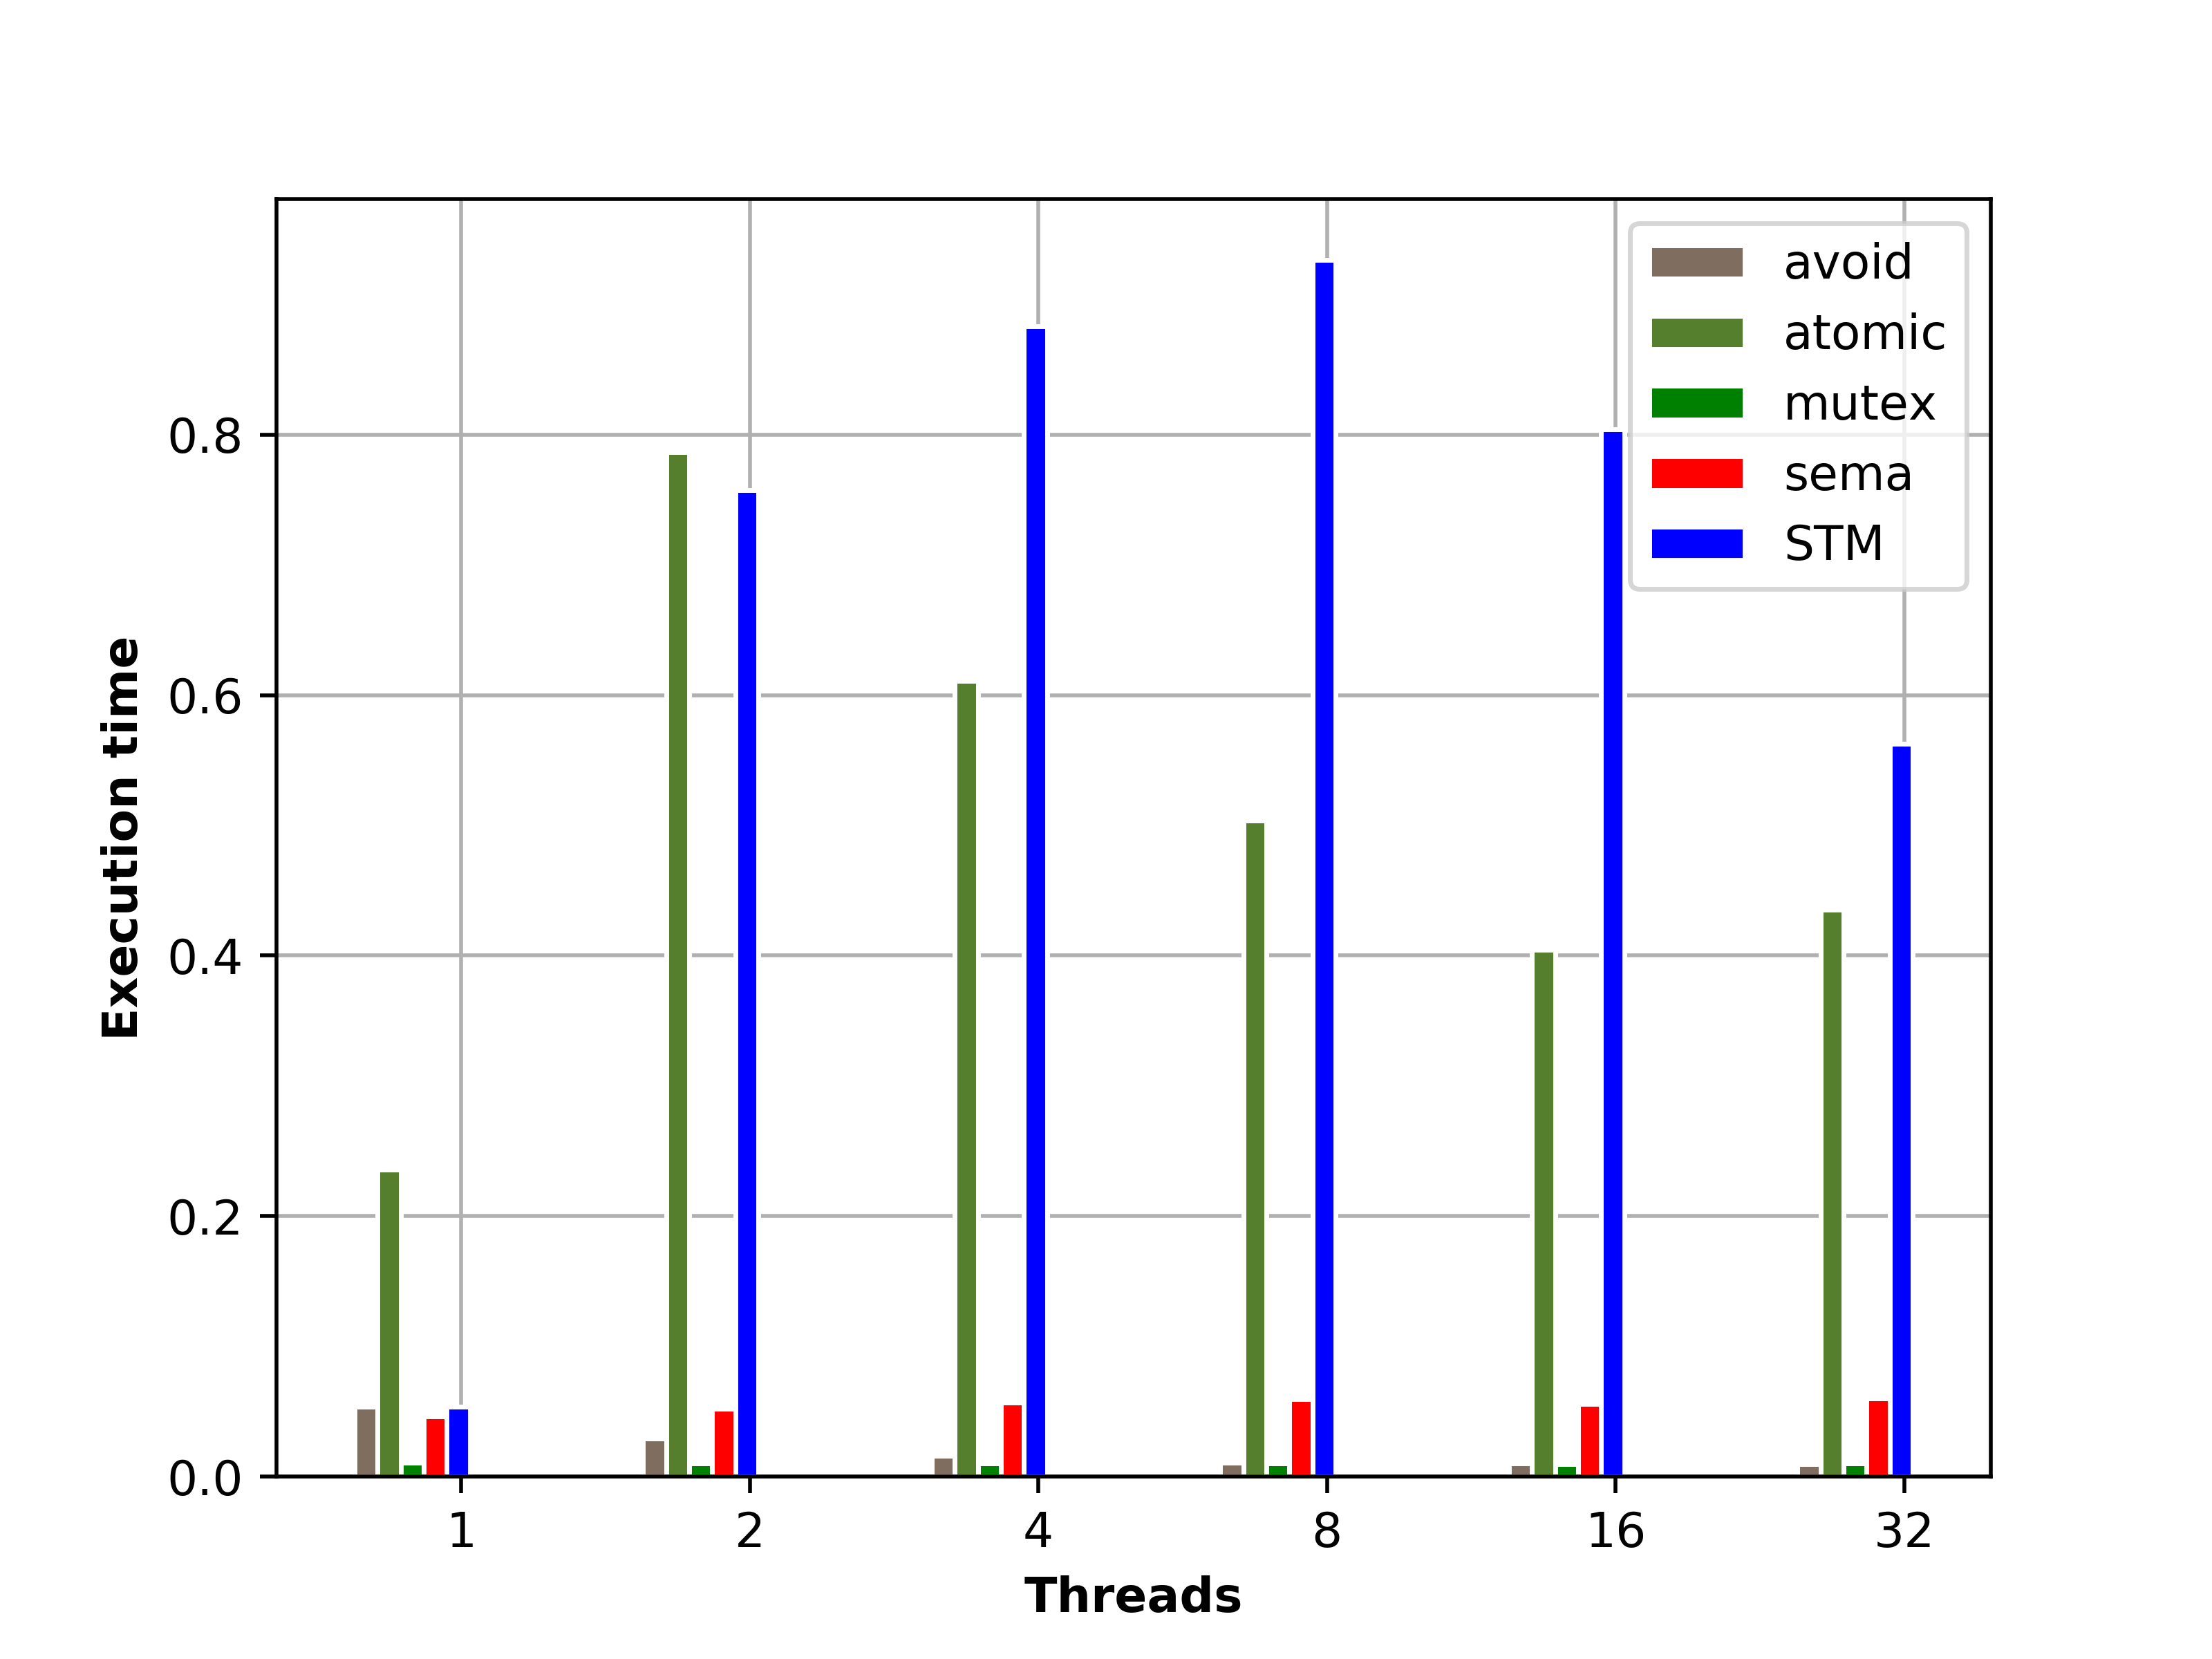 avoid
atomic
mutex
sema
STM
0.8
0.6
0.4
0.2
0.0
Execution time
1 2 4 8 16 32
Threads